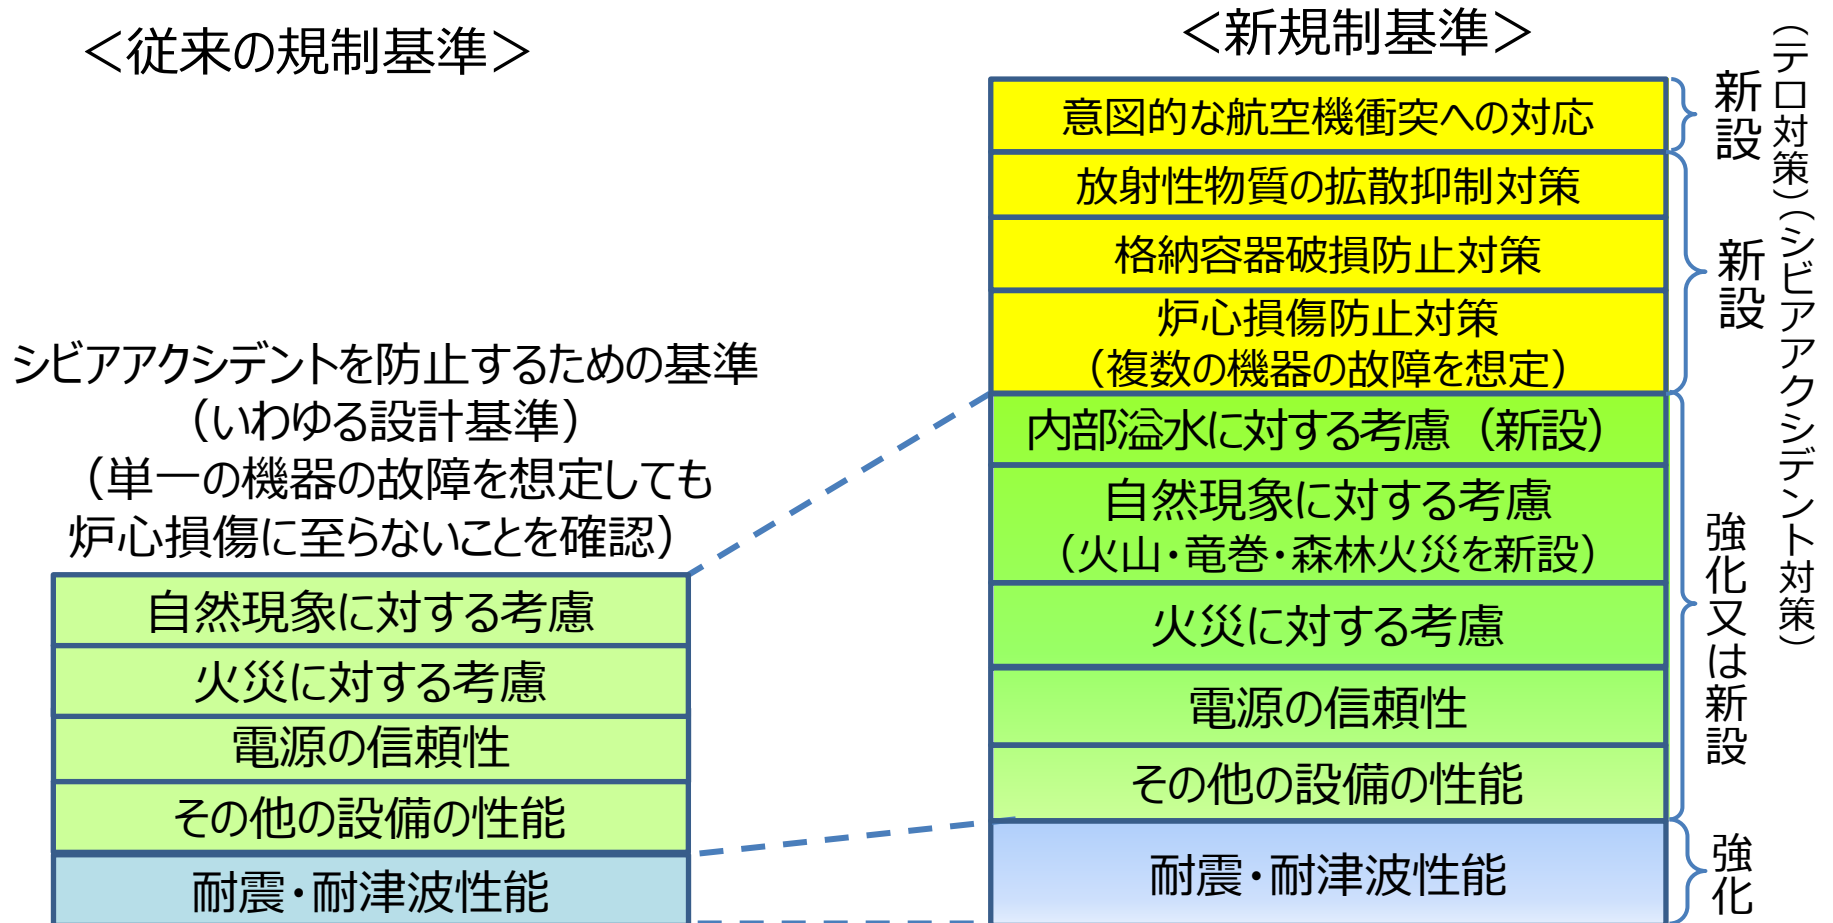 ＜従来の規制基準＞
シビアアクシデントを防止するための基準
（いわゆる設計基準）
（単一の機器の故障を想定しても
炉心損傷に至らないことを確認）
自然現象に対する考慮
火災に対する考慮
電源の信頼性
その他の設備の性能
耐震・耐津波性能
＜新規制基準＞
意図的な航空機衝突への対応
放射性物質の拡散抑制対策
格納容器破損防止対策
炉心損傷防止対策
（複数の機器の故障を想定）
内部溢水に対する考慮（新設）
自然現象に対する考慮
（火山・竜巻・森林火災を新設）
火災に対する考慮
電源の信頼性
その他の設備の性能
耐震・耐津波性能
新設
（テロ対策）
新設
（シビアアクシデント対策）
強化又は新設
強化